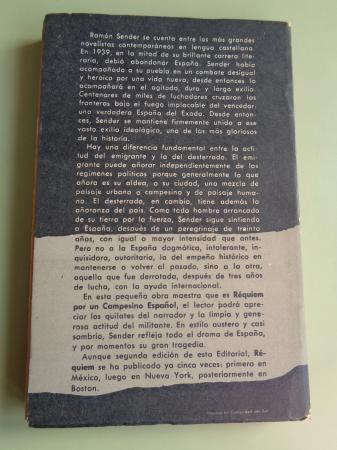 Ramón Sender se cuenta entre los más grandes
novelistas contemporáneos en lengua castellana.
En 1939, en la mitad de su brillante carrera lite-
raria, debió abandonar España. Sender había
acompañado a su pueblo en un combate desigual
y heroico por una vida nueva, desde entonces lo
acompañará en el agitado, duro y largo exilio.
Centenares de miles de luchadores cruzaron las
fronteras bajo el fuego implacable del vencedor:
una verdadera España del Éxodo. Desde enton-
ces, Sender se mantiene firmemente unido a ese
vasto exilio ideológico, uno de los más gloriosos
de la historia.
Hay una diferencia fundamental entre la acti-
tud del emigrante y la del desterrado. El emi-
grante puede añorar independientemente de los
regímenes políticos porque generalmente lo que
añora es su aldea, o su ciudad, una mezcla de
paisaje urbano o campesino y de paisaje huma-
no. El desterrado, en cambio, tiene además la
añoranza del país. Como todo hombre arrancado
de su tierra por la fuerza, Sender sigue sintiendo
a España, después de un peregrinaje de treinta
años, con igual o mayor intensidad que antes.
Pero no a la España dogmática, intolerante, in-
quisidora, autoritaria, la del empeño histórico en
mantenerse o volver al pasado, sino a la otra,
aquella que fue derrotada, después de tres años
de lucha, con la ayuda internacional.
En esta pequeña obra maestra que es Réquiem
por un Campesino Español, el lector podrá apre-
ciar los quilates del narrador y la limpia y gene-
rosa actitud del militante. En estilo austero y casi
sombrío, Sender refleja todo el drama de España,
y por momentos su gran tragedia.
Aunque segunda edición de esta Editorial, Ré-
quiem se ha publicado ya cinco veces: primero en
México, luego en Nueva York, posteriormente en
Boston.